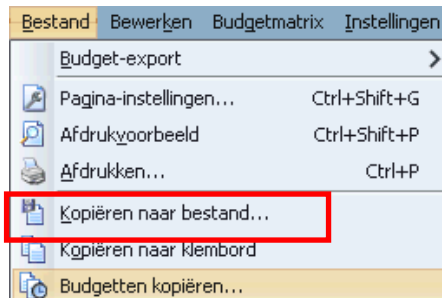 Bestand Bewerken Budgetmatrix Instellingen
Budget-export
Pagina-instellingen... Ctrl+Shift+G
Afdrukvoorbeeld Ctrl+Shift+P
Afdrukken... Ctrl+P
Kopiëren naar bestand...
Kopiëren naar klembord
Budgetten kopiëren...